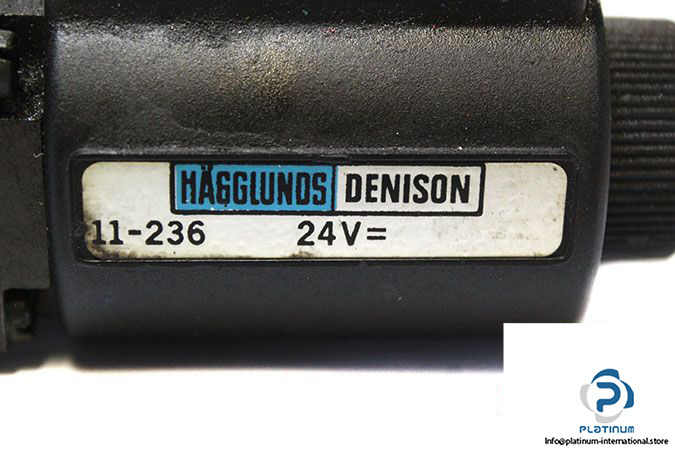 HÄGGLUNDS DENISON
11-236 24V=
PLATINUM
Info@platinum-international.store